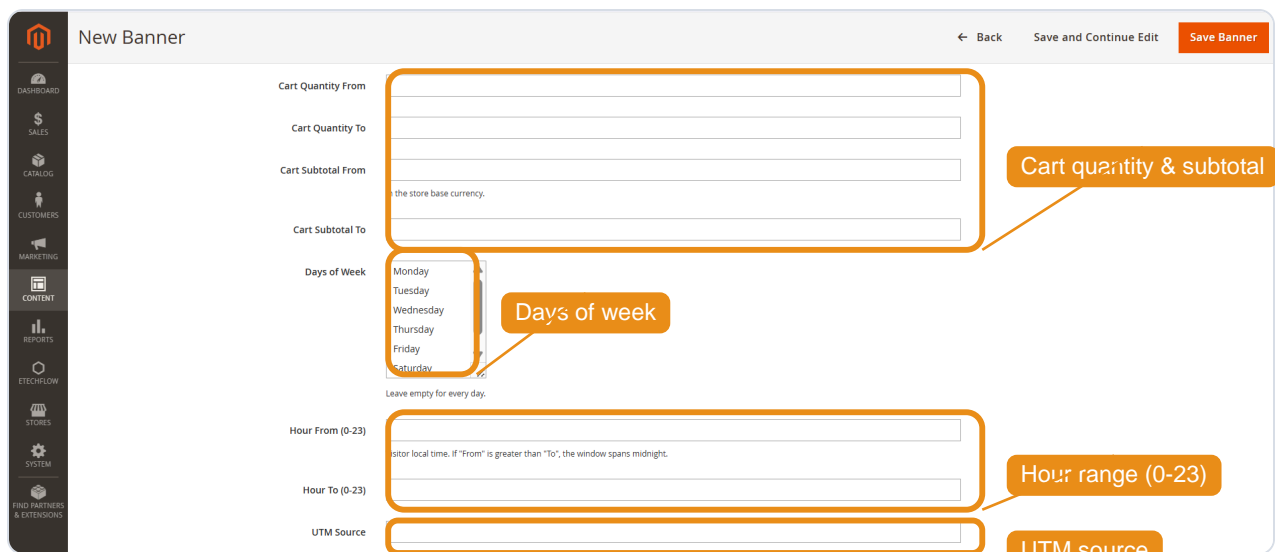 New Banner
← Back Save and Continue Edit Save Banner
DASHBOARD
SALES
CATALOG
CUSTOMERS
MARKETING
CONTENT
REPORTS
ETECHFLOW
STORES
SYSTEM
FIND PARTNERS
& EXTENSIONS
Cart Quantity From
Cart Quantity To
Cart Subtotal From
the store base currency.
Cart Subtotal To
Cart quantity & subtotal
Days of Week
Monday
Tuesday
Wednesday
Thursday
Friday
Saturday
Days of week
Leave empty for every day.
Hour From (0-23)
local time. If "From" is greater than "To", the window spans midnight.
Hour To (0-23)
Hour range (0-23)
UTM Source
UTM source